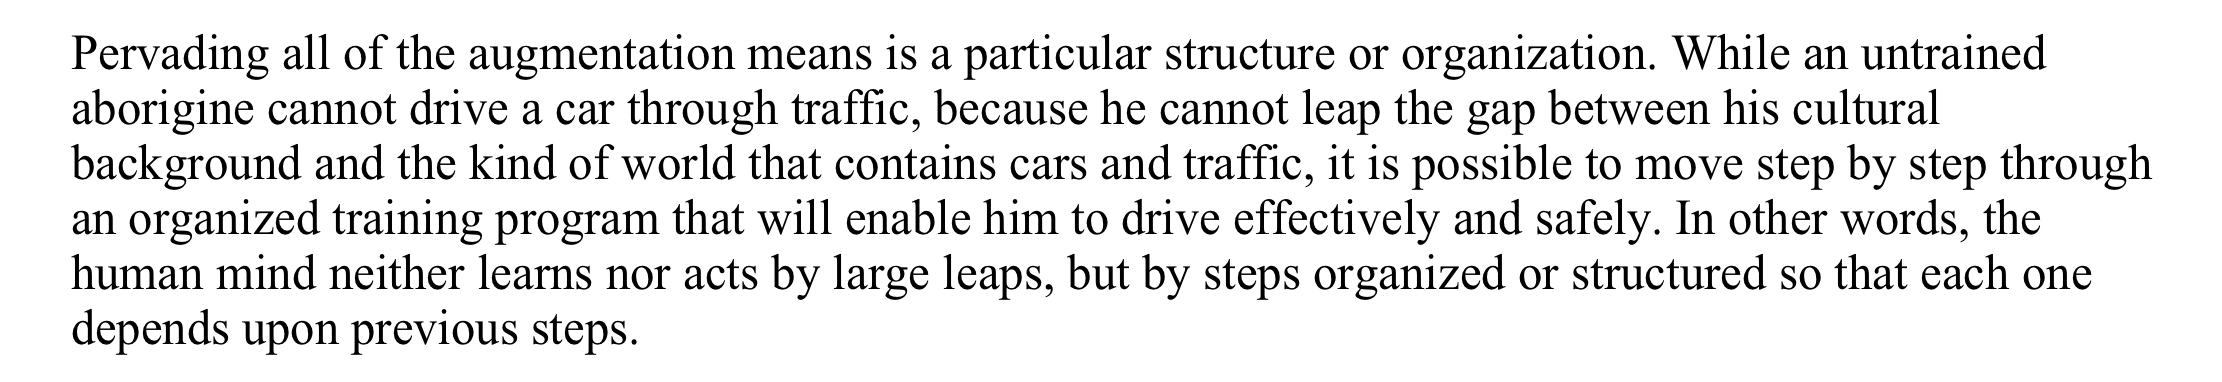 Pervading all of the augmentation means is a particular structure or organization. While an untrained
aborigine cannot drive a car through traffic, because he cannot leap the gap between his cultural
background and the kind of world that contains cars and traffic, it is possible to move step by step through
an organized training program that will enable him to drive effectively and safely. In other words, the
human mind neither learns nor acts by large leaps, but by steps organized or structured so that each one
depends upon previous steps.